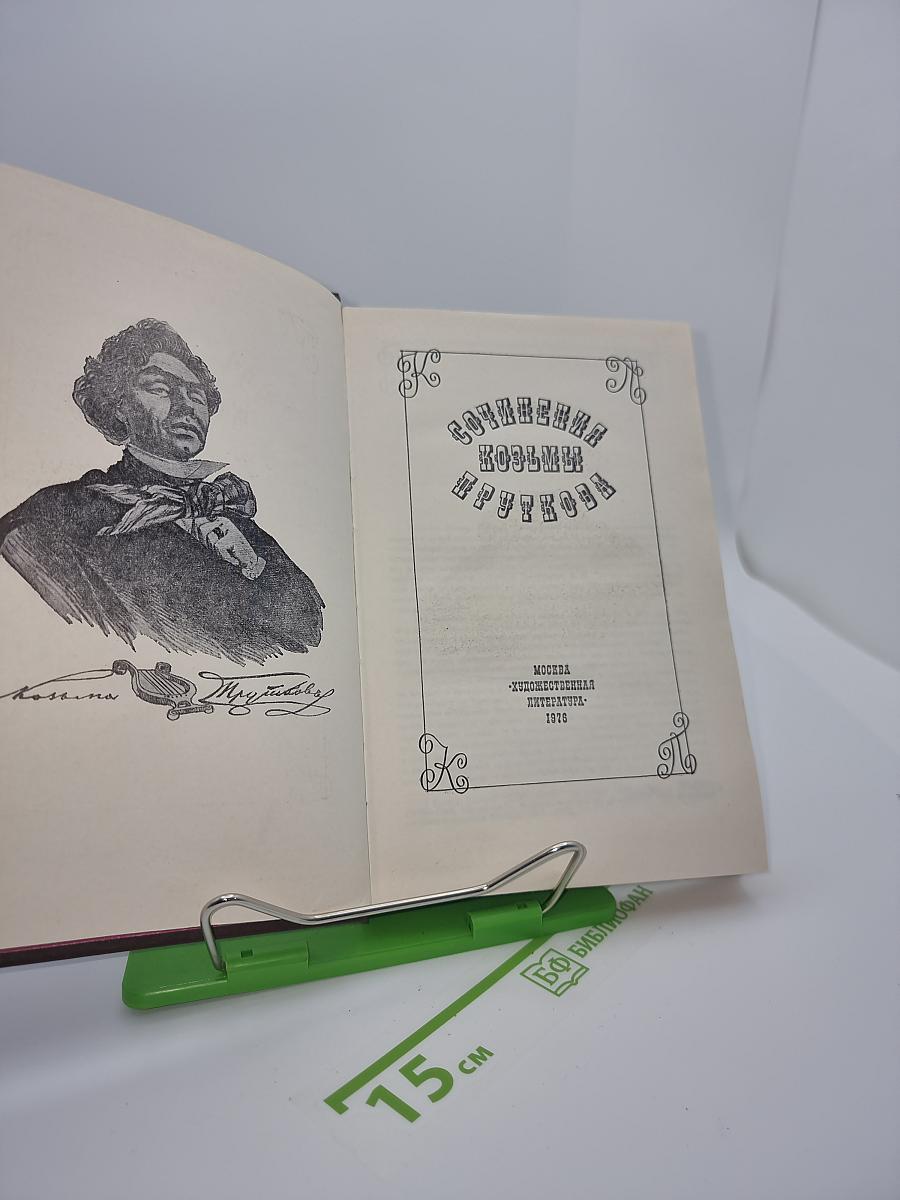 К П
СОЧИНЕНИЯ
КОЗЬМЫ
ПРУТКОВА
МОСКВА
«ХУДОЖЕСТВЕННАЯ
ЛИТЕРАТУРА»
1976
К П
Козьма Прутковъ
БФ БИБЛИОФАН
15 см